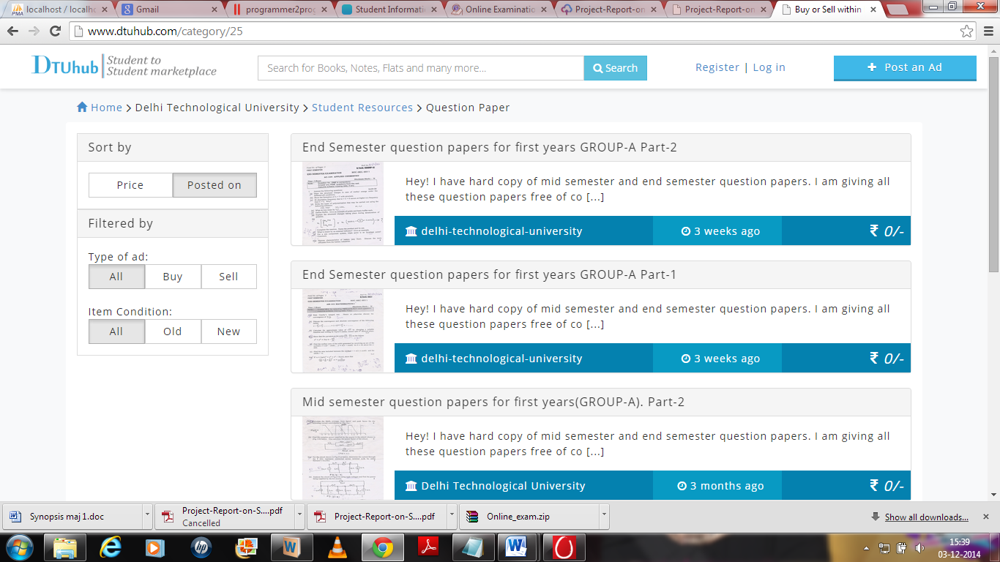 localhost / localho
Gmail
programmer2prog
Student Informati
Online Examinatio
Project-Report-on-
Project-Report-on-
Buy or Sell within
www.dtuhub.com/category/25
DTUhub
Student to
Student marketplace
Search for Books, Notes, Flats and many more...
Search
Register | Log in
Post an Ad
Home > Delhi Technological University > Student Resources > Question Paper
Sort by
Price
Posted on
Filtered by
Type of ad:
All
Buy
Sell
Item Condition:
All
Old
New
End Semester question papers for first years GROUP-A Part-2
Hey! I have hard copy of mid semester and end semester question papers. I am giving all
these question papers free of co [...]
delhi-technological-university
3 weeks ago
₹ 0/-
End Semester question papers for first years GROUP-A Part-1
Hey! I have hard copy of mid semester and end semester question papers. I am giving all
these question papers free of co [...]
delhi-technological-university
3 weeks ago
₹ 0/-
Mid semester question papers for first years(GROUP-A). Part-2
Hey! I have hard copy of mid semester and end semester question papers. I am giving all
these question papers free of co [...]
Delhi Technological University
3 months ago
₹ 0/-
Synopsis maj 1.doc
Project-Report-on-S....pdf
Cancelled
Project-Report-on-S....pdf
Online_exam.zip
Show all downloads...
15:39
03-12-2014